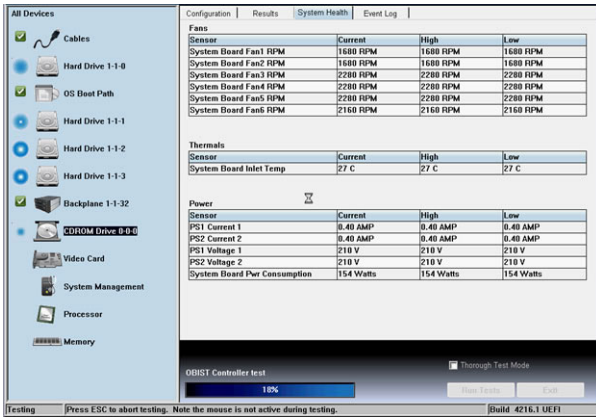 All Devices
Cables
Hard Drive 1-1-0
OS Boot Path
Hard Drive 1-1-1
Hard Drive 1-1-2
Hard Drive 1-1-3
Backplane 1-1-32
CDROM Drive 0-0-0
Video Card
System Management
Processor
Memory
Configuration Results System Health Event Log
Fans
Sensor Current High Low
System Board Fan1 RPM 1680 RPM 1680 RPM 1680 RPM
System Board Fan2 RPM 1680 RPM 1680 RPM 1680 RPM
System Board Fan3 RPM 2280 RPM 2280 RPM 2280 RPM
System Board Fan4 RPM 2280 RPM 2280 RPM 2280 RPM
System Board Fan5 RPM 2280 RPM 2280 RPM 2280 RPM
System Board Fan6 RPM 2160 RPM 2160 RPM 2160 RPM
Thermals
Sensor Current High Low
System Board Inlet Temp 27 C 27 C 27 C
Power
Sensor Current High Low
PS1 Current 1 0.40 AMP 0.40 AMP 0.40 AMP
PS2 Current 2 0.40 AMP 0.40 AMP 0.40 AMP
PS1 Voltage 1 210 V 210 V 210 V
PS2 Voltage 2 210 V 210 V 210 V
System Board Pwr Consumption 154 Watts 154 Watts 154 Watts
OBIST Controller test
18%
Thorough Test Mode
Run Tests Exit
Testing Press ESC to abort testing. Note the mouse is not active during testing. Build 4216.1 UEFI